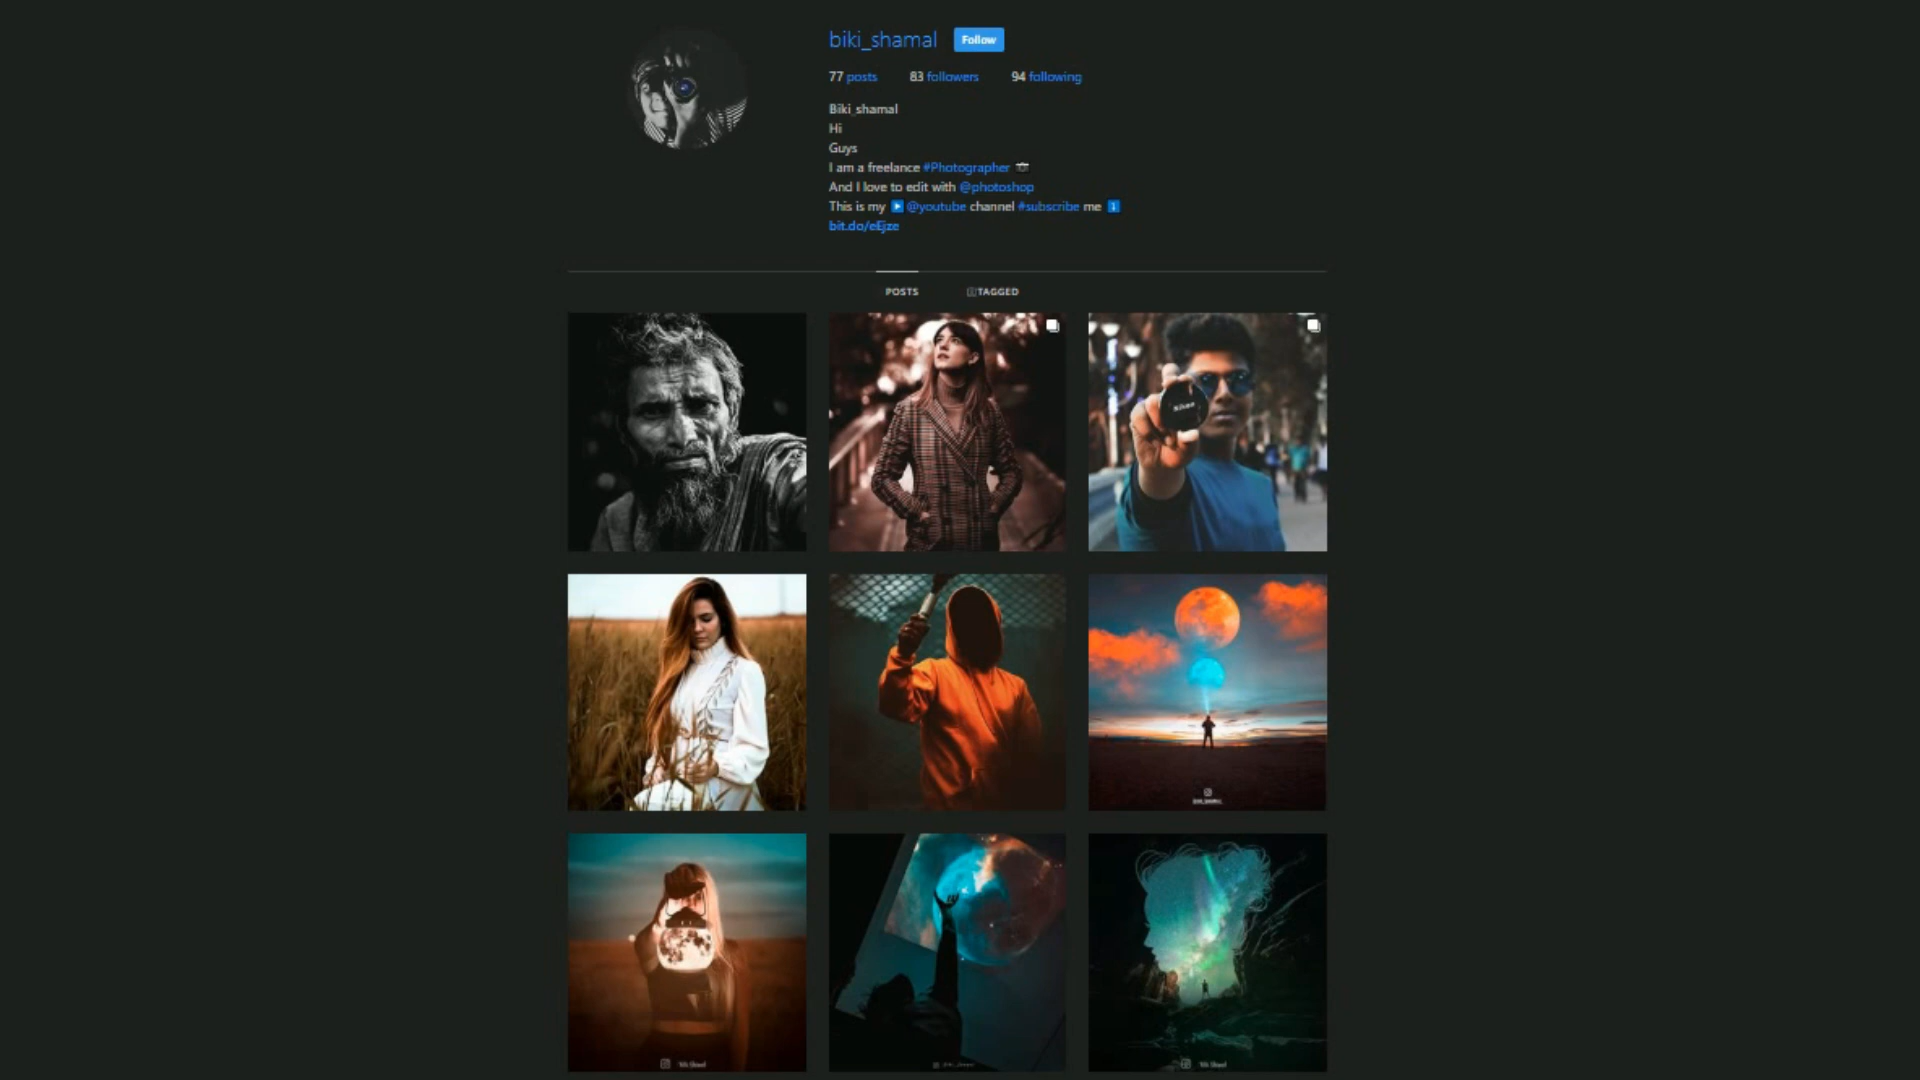 biki_shamal Follow
77 posts 83 followers 94 following
Biki_shamal
Hi
Guys
I am a freelance #Photographer
And I love to edit with @photoshop
This is my @youtube channel #subscribe me
bit.do/eEjze
POSTS TAGGED
Nikon